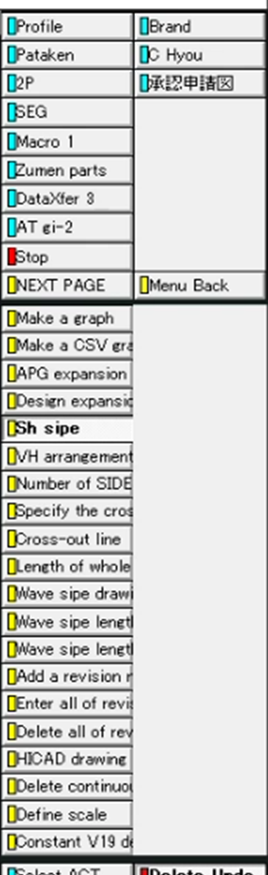 Profile
Brand
Pataken
C Hyou
2P
承認申請図
SEG
Macro 1
Zumen parts
DataXfer 3
AT gi-2
Stop
NEXT PAGE
Menu Back
Make a graph
Make a CSV gra
APG expansion
Design expansio
Sh sipe
VH arrangement
Number of SIDE
Specify the cros
Cross-out line
Length of whole
Wave sipe drawi
Wave sipe lengt
Wave sipe lengt
Add a revision r
Enter all of revi
Delete all of rev
HICAD drawing
Delete continuou
Define scale
Constant V19 de
Select ACT
Delete Undo